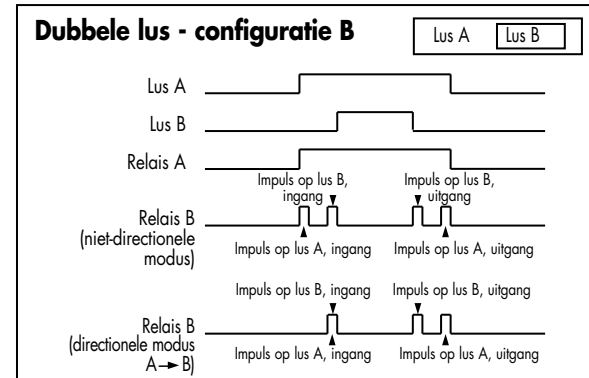 Dubbele lus - configuratie B
Lus A Lus B
Lus A
Lus B
Relais A
Impuls op lus B,
ingang
Impuls op lus B,
uitgang
Relais B
(niet-directionele
modus)
Impuls op lus A, ingang
Impuls op lus A, uitgang
Impuls op lus B, ingang
Impuls op lus B, uitgang
Relais B
(directionele modus
A → B)
Impuls op lus A, ingang
Impuls op lus A, uitgang